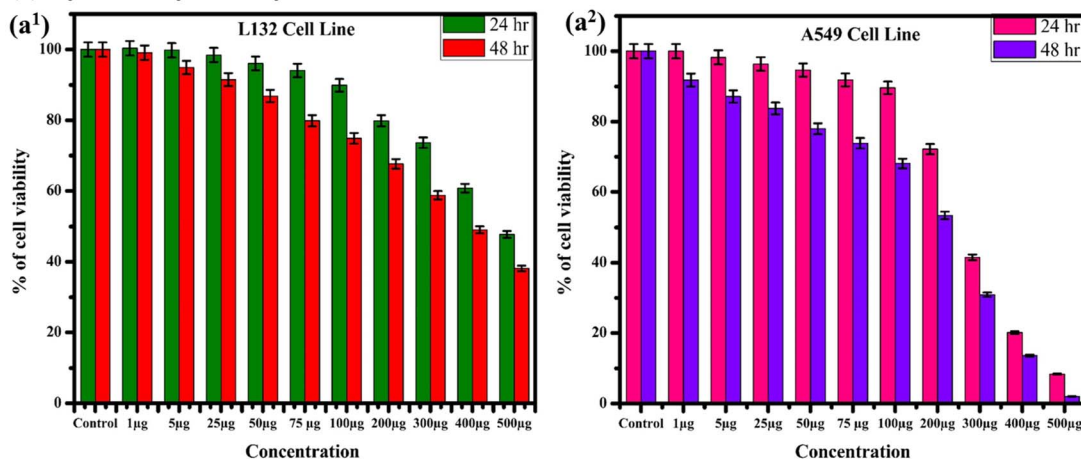 (a¹)
L132 Cell Line
24 hr
48 hr
% of cell viability
100
80
60
40
20
0
Control 1µg 5µg 25µg 50µg 75 µg 100µg 200µg 300µg 400µg 500µg
Concentration
(a²)
A549 Cell Line
24 hr
48 hr
% of cell viability
100
80
60
40
20
0
Control 1µg 5µg 25µg 50µg 75 µg 100µg 200µg 300µg 400µg 500µg
Concentration